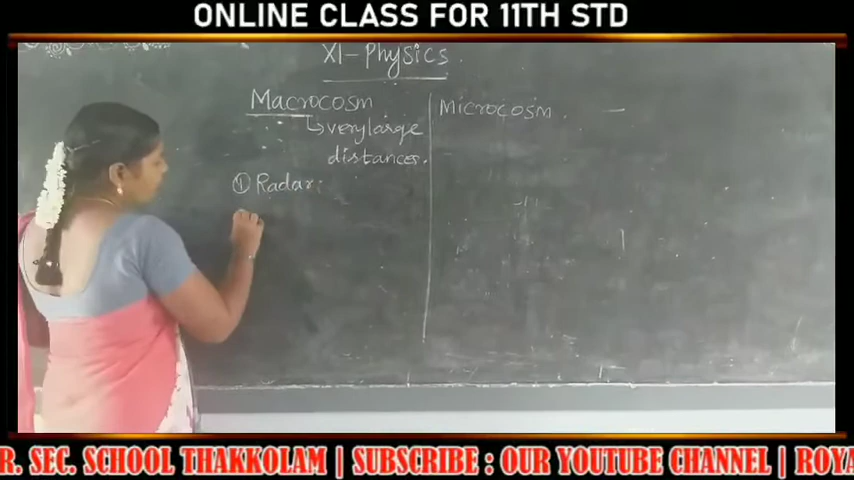 ONLINE CLASS FOR 11TH STD
XI-Physics
Macrocosm
↳ very large
distances.
① Radar
Microcosm
R. SEC. SCHOOL THAKKOLAM | SUBSCRIBE : OUR YOUTUBE CHANNEL | ROYA